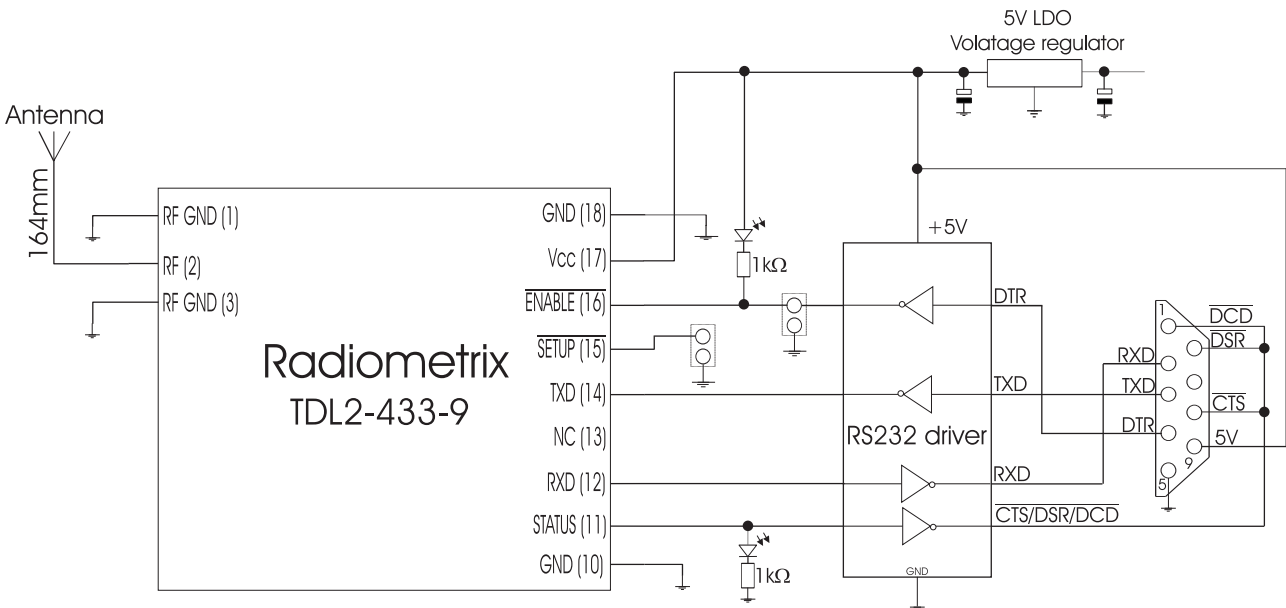 5V LDO
Volatage regulator
Antenna
164mm
RF GND (1)
RF (2)
RF GND (3)
Radiometrix
TDL2-433-9
GND (18)
Vcc (17)
ENABLE (16)
SETUP (15)
TXD (14)
NC (13)
RXD (12)
STATUS (11)
GND (10)
1kΩ
1kΩ
+5V
RS232 driver
GND
DTR
TXD
RXD
CTS/DSR/DCD
RXD
TXD
DTR
1
5
9
DCD
DSR
CTS
5V